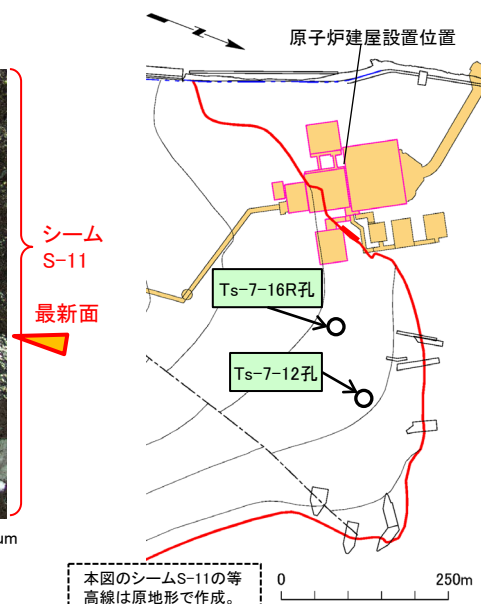 原子炉建屋設置位置
シーム
S-11
最新面
Ts-7-16R孔
Ts-7-12孔
本図のシームS-11の等
高線は原地形で作成。
0 250m